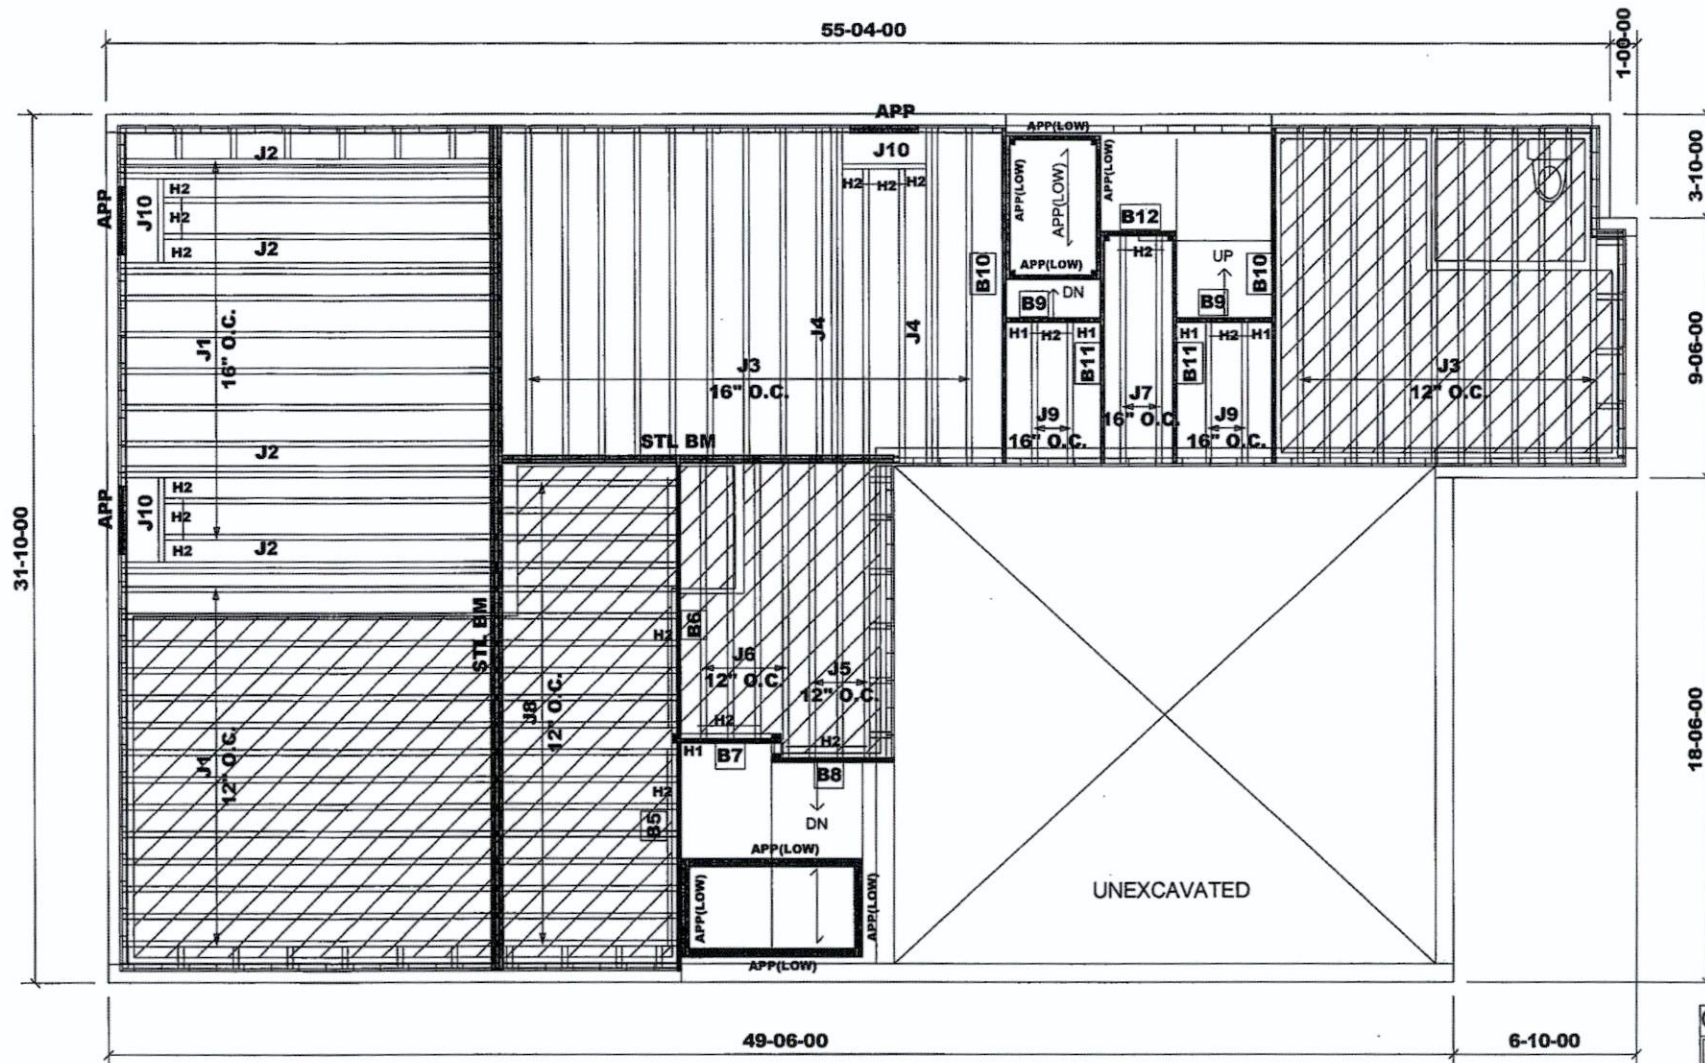 55-04-00
1-00-00
APP
APP(LOW)
J2
J10
H2
H2
H2
APP
J10
H2
H2
H2
APP(LOW)
APP(LOW)
APP(LOW)
B12
H2
3-10-00
J2
B10
APP(LOW)
UP
B10
B9
DN
B9
J1
16" O.C.
J4
J4
H1
H2
H1
B11
B11
H1
H2
H1
J3
16" O.C.
J7
16" O.C.
J9
16" O.C.
J9
16" O.C.
J3
12" O.C.
9-06-00
J2
STL BM
APP
J10
H2
H2
H2
J2
31-10-00
STL BM
H2
B6
J6
12" O.C.
J5
12" O.C.
J8
12" O.C.
H2
H2
H1
B7
B8
J1
12" O.C.
H2
B5
DN
APP(LOW)
APP(LOW)
APP(LOW)
APP(LOW)
UNEXCAVATED
18-06-00
49-06-00
6-10-00